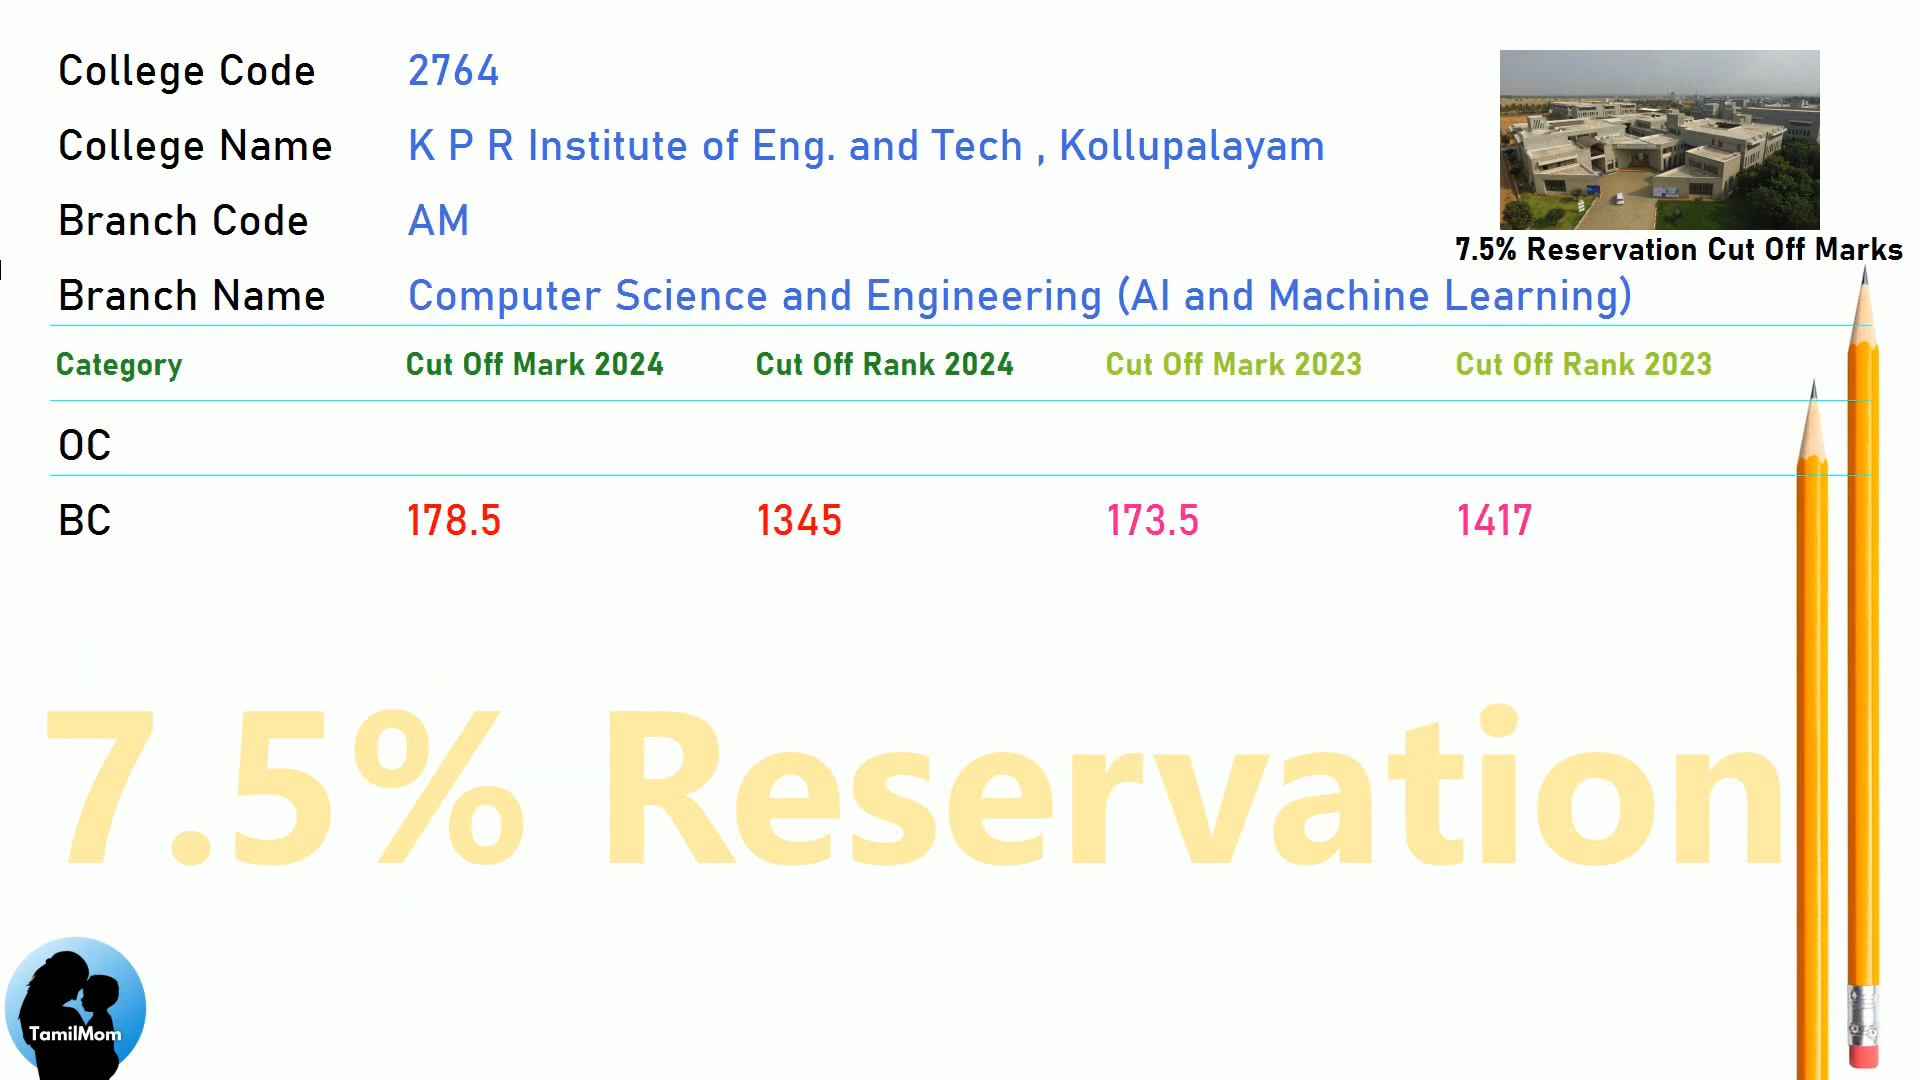 College Code 2764
College Name K P R Institute of Eng. and Tech , Kollupalayam
Branch Code AM
7.5% Reservation Cut Off Marks
Branch Name Computer Science and Engineering (AI and Machine Learning)
Category Cut Off Mark 2024 Cut Off Rank 2024 Cut Off Mark 2023 Cut Off Rank 2023
OC
BC 178.5 1345 173.5 1417
7.5% Reservation
TamilMom